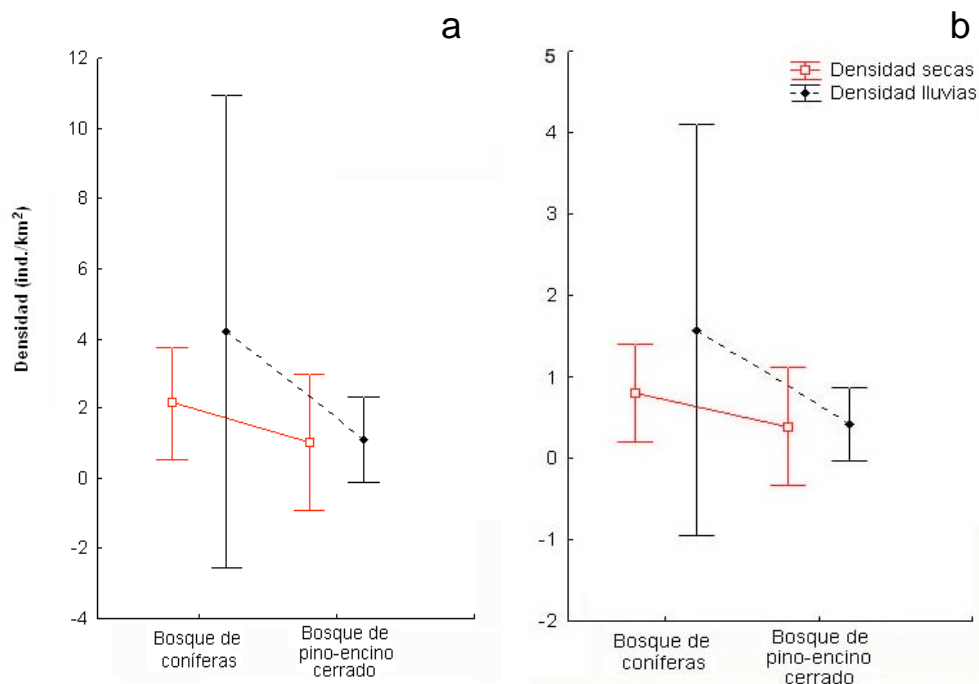 a
12
10
8
6
4
2
0
-2
-4
Densidad (ind./km²)
Bosque de
coníferas
Bosque de
pino-encino
cerrado
b
5
4
3
2
1
0
-1
-2
Densidad secas
Densidad lluvias
Bosque de
coníferas
Bosque de
pino-encino
cerrado